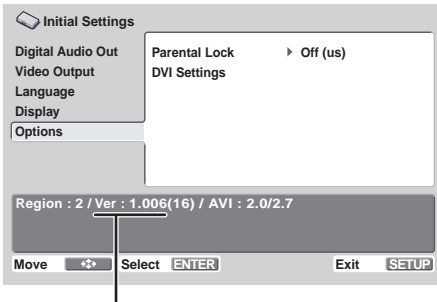 Initial Settings
Digital Audio Out
Video Output
Language
Display
Options
Parental Lock Off (us)
DVI Settings
Region : 2 / Ver : 1.006(16) / AVI : 2.0/2.7
Move Select ENTER Exit SETUP